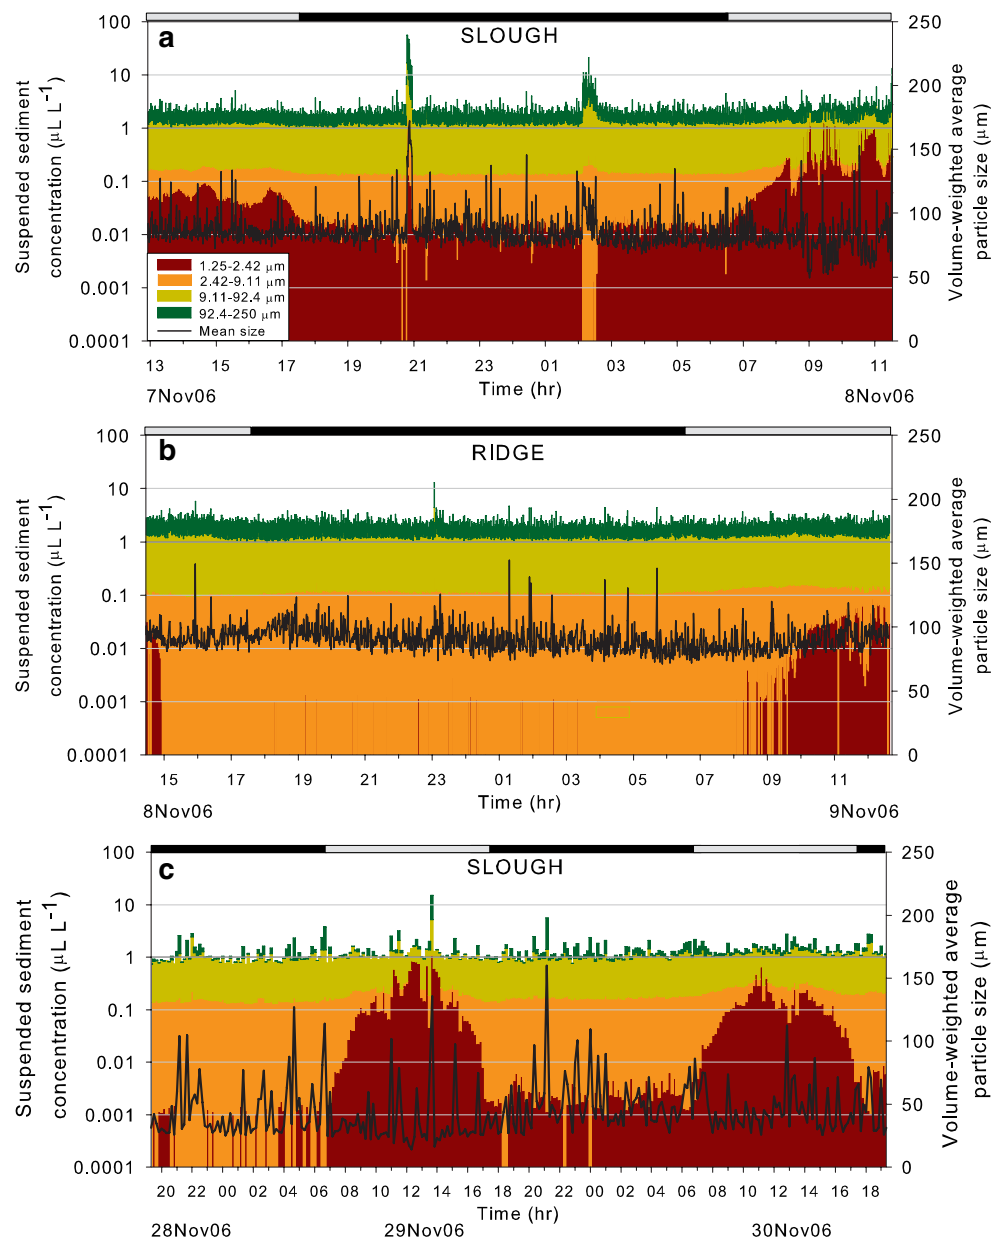 a
SLOUGH
100
10
1
0.1
0.01
0.001
0.0001
Suspended sediment
concentration (µL L⁻¹)
250
200
150
100
50
0
Volume-weighted average
particle size (µm)
1.25-2.42 µm
2.42-9.11 µm
9.11-92.4 µm
92.4-250 µm
Mean size
13 15 17 19 21 23 01 03 05 07 09 11
Time (hr)
7Nov06 8Nov06
b
RIDGE
100
10
1
0.1
0.01
0.001
0.0001
Suspended sediment
concentration (µL L⁻¹)
250
200
150
100
50
0
Volume-weighted average
particle size (µm)
15 17 19 21 23 01 03 05 07 09 11
Time (hr)
8Nov06 9Nov06
c
SLOUGH
100
10
1
0.1
0.01
0.001
0.0001
Suspended sediment
concentration (µL L⁻¹)
250
200
150
100
50
0
Volume-weighted average
particle size (µm)
20 22 00 02 04 06 08 10 12 14 16 18 20 22 00 02 04 06 08 10 12 14 16 18
Time (hr)
28Nov06 29Nov06 30Nov06